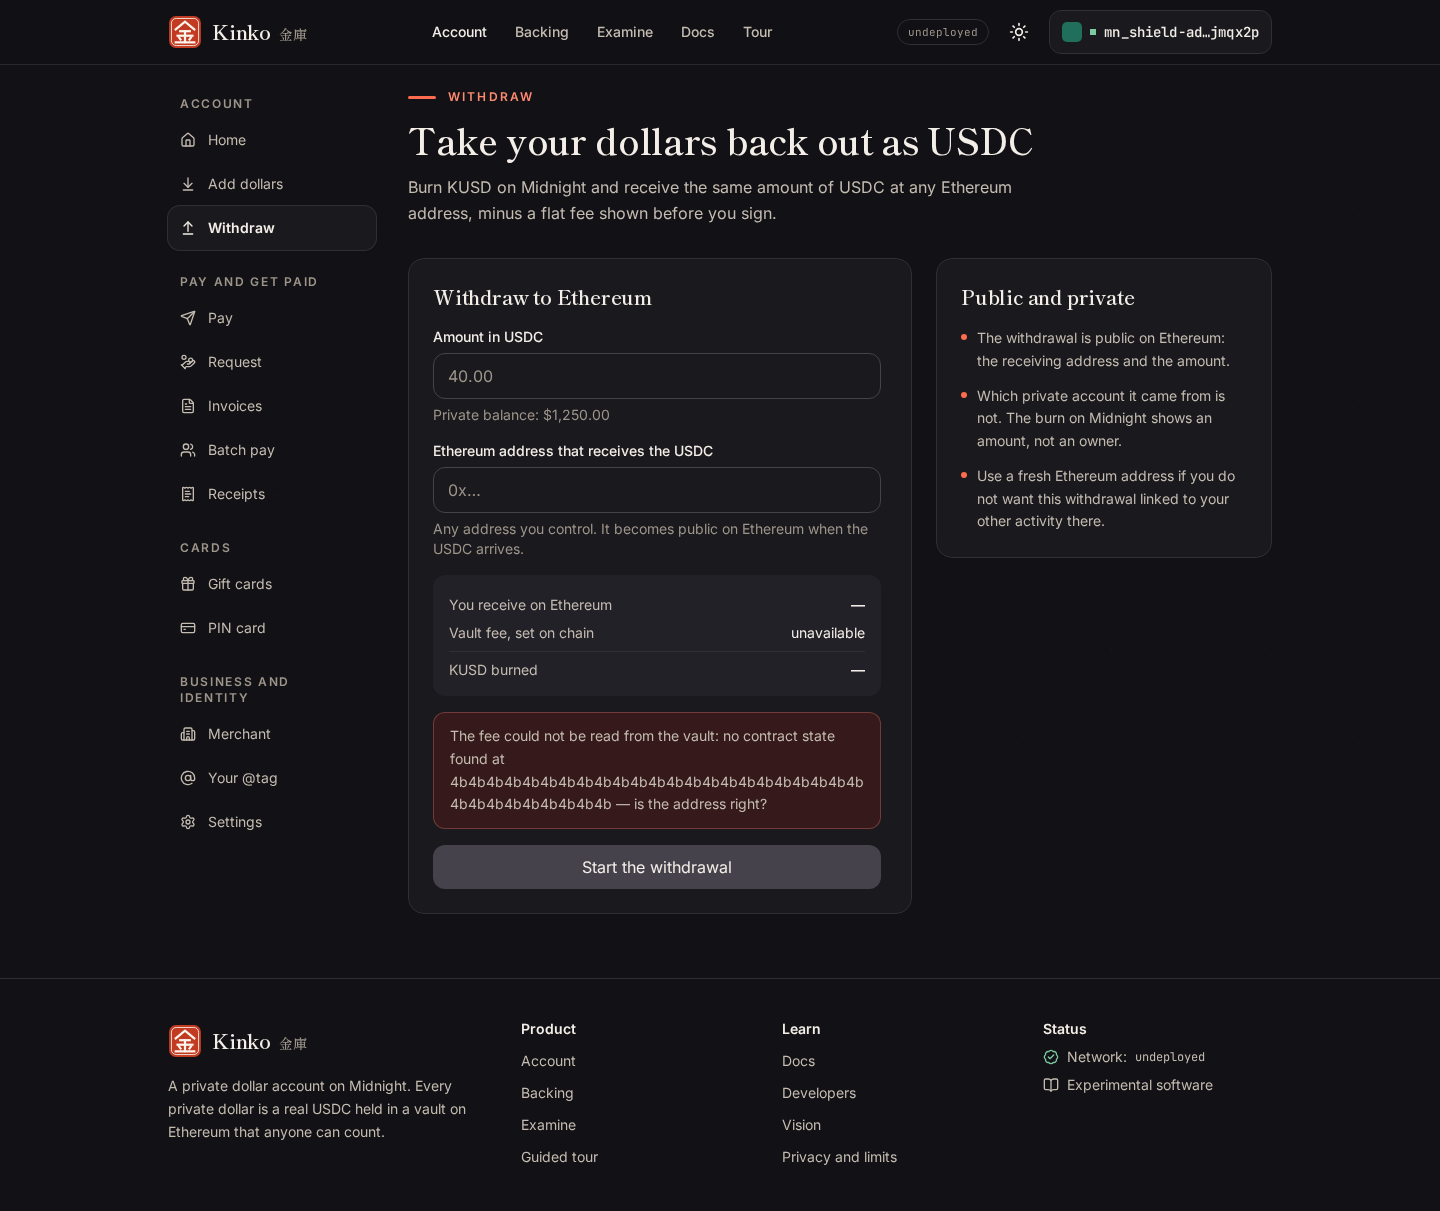 金 Kinko 金庫
Account Backing Examine Docs Tour
undeployed
mn_shield-ad…jmqx2p
ACCOUNT
Home
Add dollars
Withdraw
PAY AND GET PAID
Pay
Request
Invoices
Batch pay
Receipts
CARDS
Gift cards
PIN card
BUSINESS AND
IDENTITY
Merchant
Your @tag
Settings
WITHDRAW
Take your dollars back out as USDC
Burn KUSD on Midnight and receive the same amount of USDC at any Ethereum
address, minus a flat fee shown before you sign.
Withdraw to Ethereum
Amount in USDC
40.00
Private balance: $1,250.00
Ethereum address that receives the USDC
0x...
Any address you control. It becomes public on Ethereum when the
USDC arrives.
You receive on Ethereum —
Vault fee, set on chain unavailable
KUSD burned —
The fee could not be read from the vault: no contract state
found at
4b4b4b4b4b4b4b4b4b4b4b4b4b4b4b4b4b4b4b4b4b4b4b
4b4b4b4b4b4b4b4b4b — is the address right?
Start the withdrawal
Public and private
The withdrawal is public on Ethereum:
the receiving address and the amount.
Which private account it came from is
not. The burn on Midnight shows an
amount, not an owner.
Use a fresh Ethereum address if you do
not want this withdrawal linked to your
other activity there.
金 Kinko 金庫
A private dollar account on Midnight. Every
private dollar is a real USDC held in a vault on
Ethereum that anyone can count.
Product
Account
Backing
Examine
Guided tour
Learn
Docs
Developers
Vision
Privacy and limits
Status
Network: undeployed
Experimental software